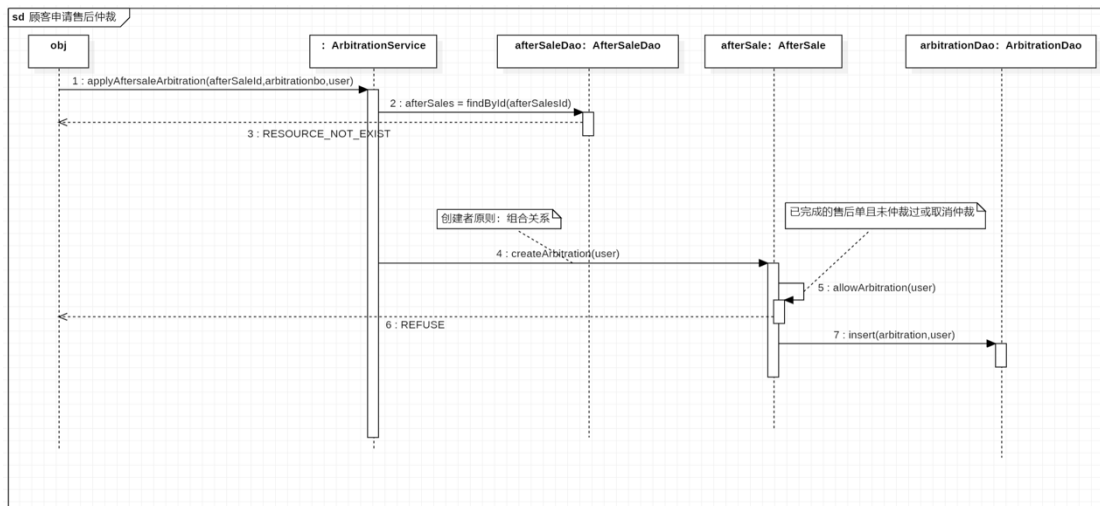 sd 顾客申请售后仲裁
obj
：ArbitrationService
afterSaleDao：AfterSaleDao
afterSale：AfterSale
arbitrationDao：ArbitrationDao
1 : applyAftersaleArbitration(afterSaleId,arbitrationbo,user)
2 : afterSales = findById(afterSalesId)
3 : RESOURCE_NOT_EXIST
创建者原则：组合关系
已完成的售后单且未仲裁过或取消仲裁
4 : createArbitration(user)
5 : allowArbitration(user)
6 : REFUSE
7 : insert(arbitration,user)